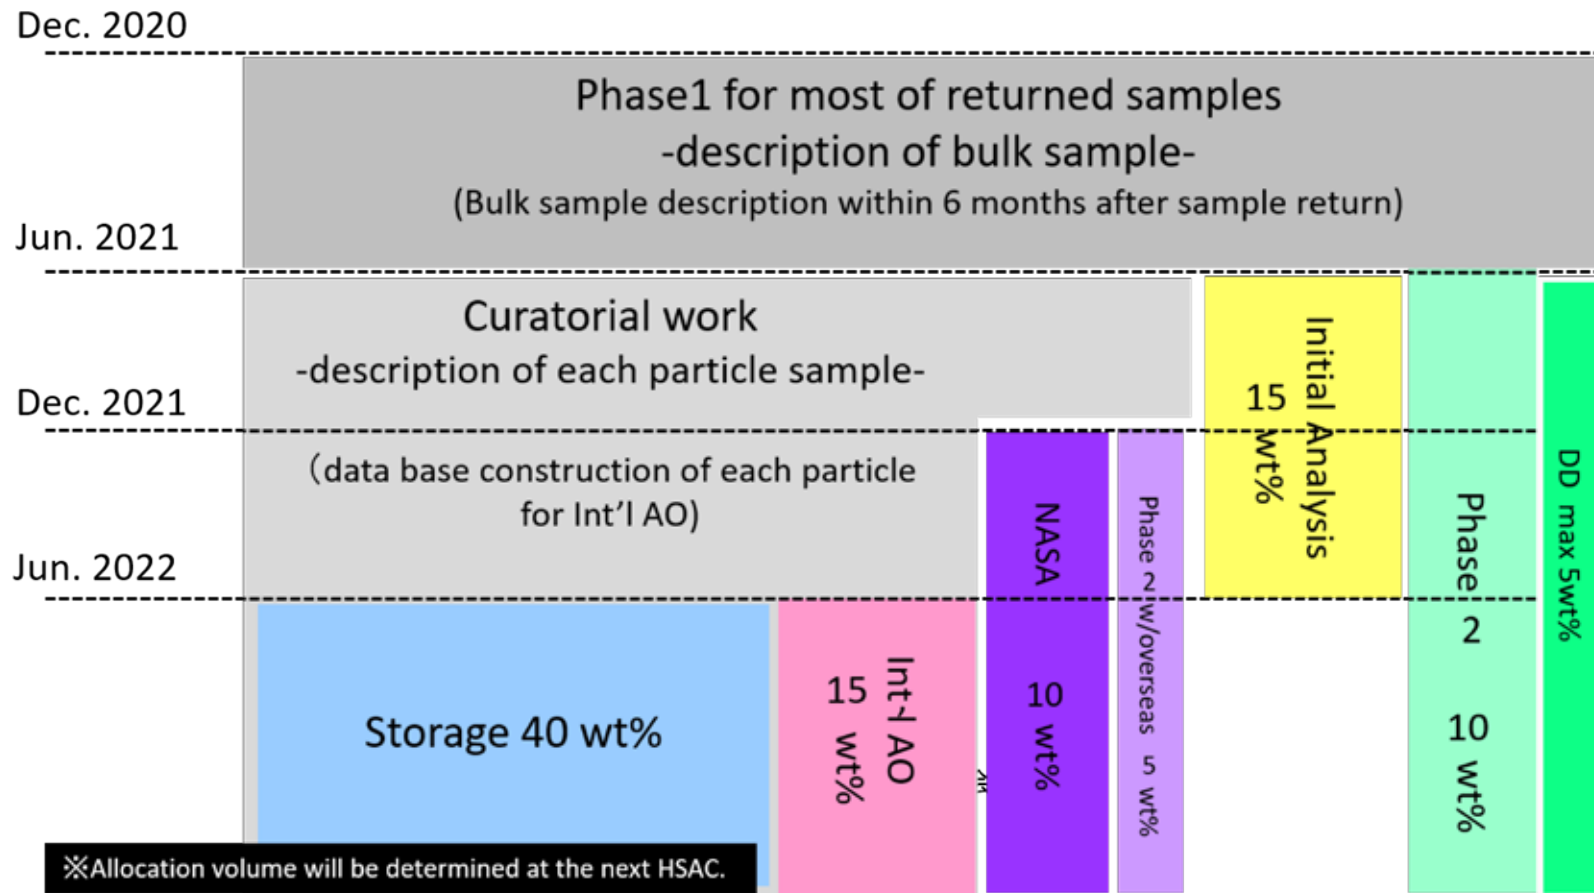 Dec. 2020
Phase1 for most of returned samples
-description of bulk sample-
(Bulk sample description within 6 months after sample return)
Jun. 2021
Curatorial work
-description of each particle sample-
Dec. 2021
(data base construction of each particle
for Int'l AO)
Jun. 2022
Storage 40 wt%
Int'l AO
15 wt%
NASA
10 wt%
Phase 2 w/overseas 5 wt%
Initial Analysis
15 wt%
Phase 2
10 wt%
DD max 5wt%
※Allocation volume will be determined at the next HSAC.